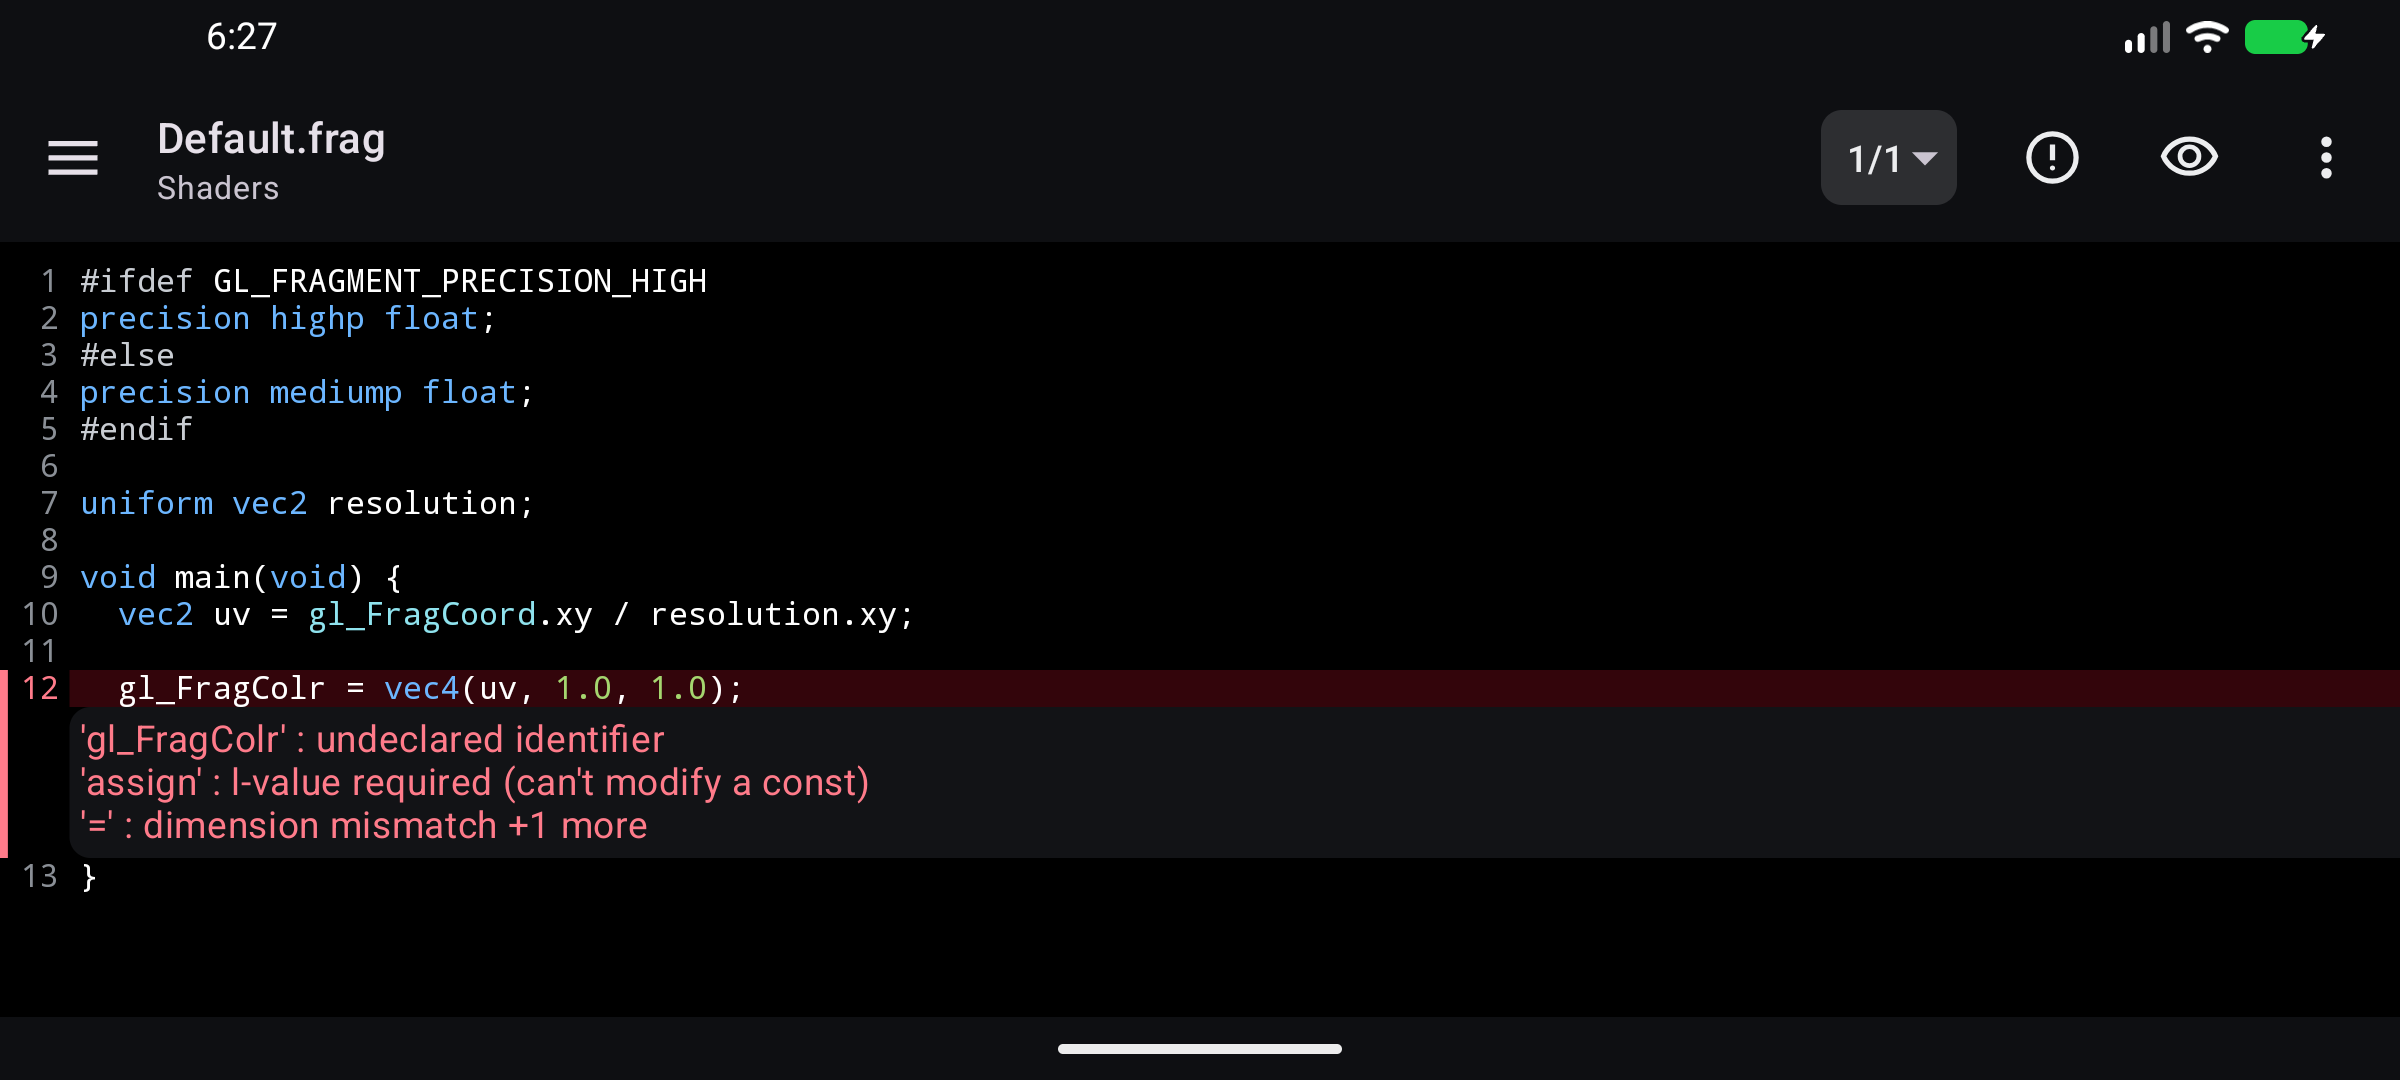 6:27
Default.frag
Shaders
1/1
1 #ifdef GL_FRAGMENT_PRECISION_HIGH
2 precision highp float;
3 #else
4 precision mediump float;
5 #endif
6
7 uniform vec2 resolution;
8
9 void main(void) {
10   vec2 uv = gl_FragCoord.xy / resolution.xy;
11
12   gl_FragColr = vec4(uv, 1.0, 1.0);
'gl_FragColr' : undeclared identifier
'assign' : l-value required (can't modify a const)
'=' : dimension mismatch +1 more
13 }